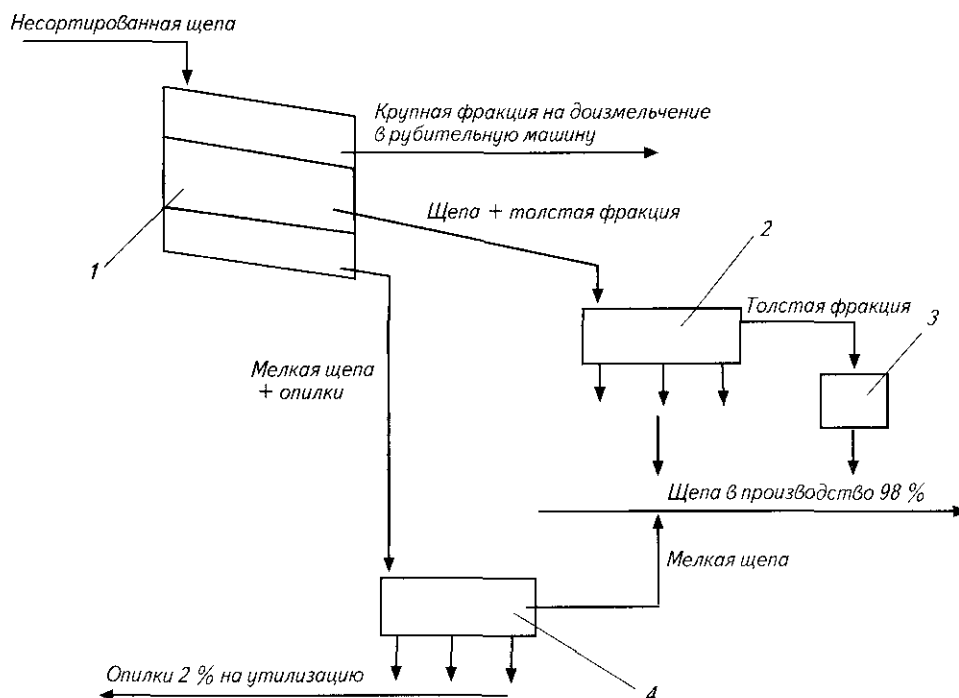 Несортированная щепа
Крупная фракция на доизмельчение
в рубительную машину
Щепа + толстая фракция
1
2
Толстая фракция
3
Мелкая щепа
+ опилки
Щепа в производство 98 %
Мелкая щепа
Опилки 2 % на утилизацию
4